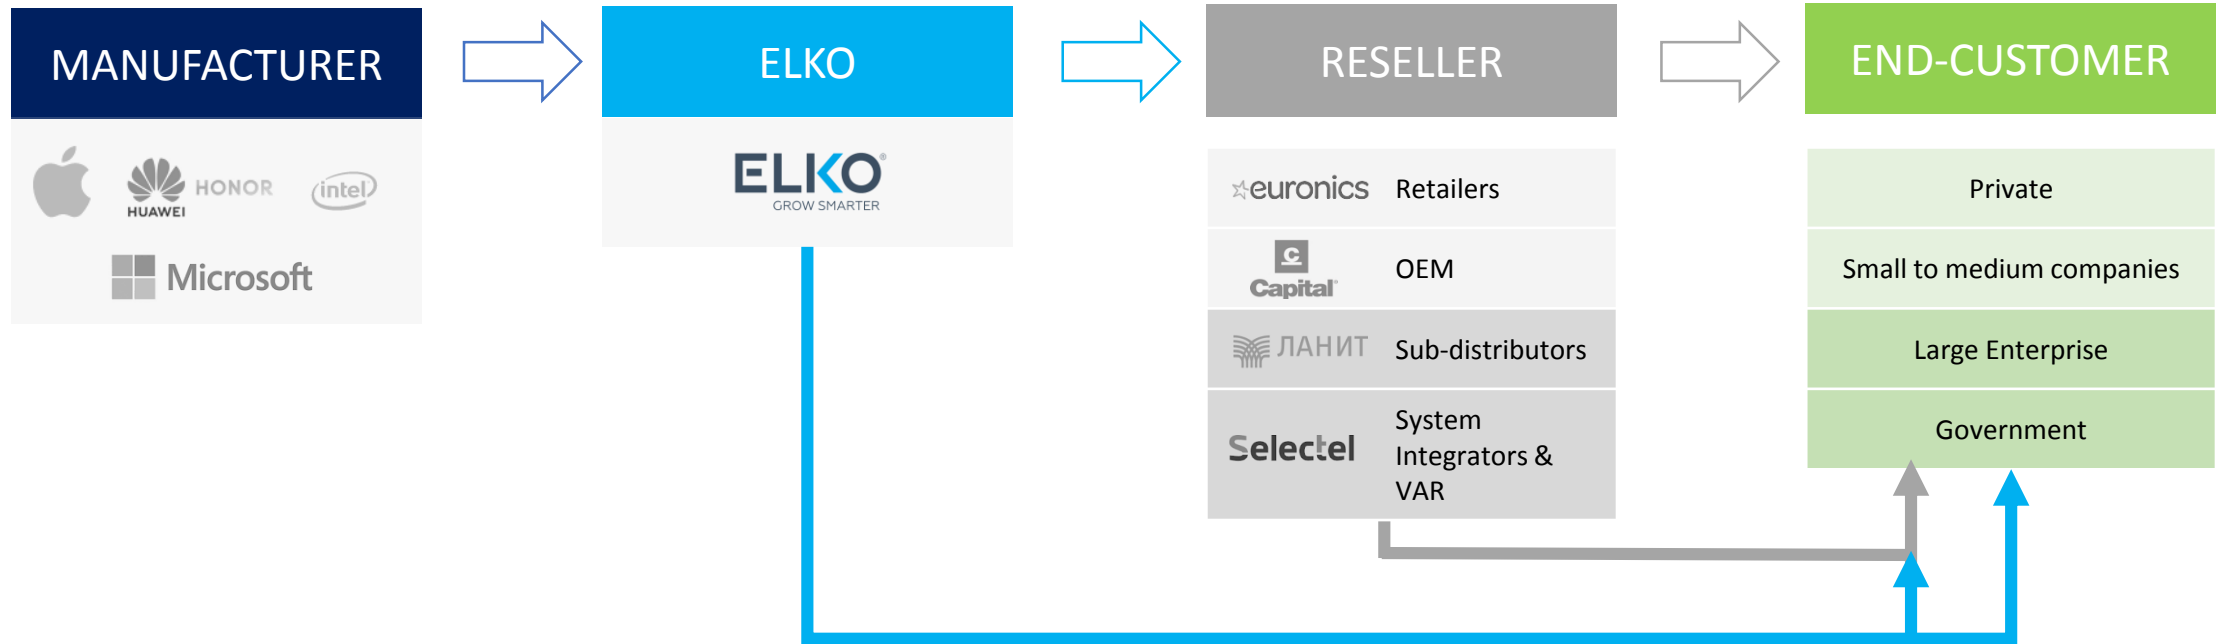 MANUFACTURER
ELKO
RESELLER
END-CUSTOMER
HUAWEI
HONOR
intel
Microsoft
ELKO®
GROW SMARTER
euronics Retailers
C
Capital
OEM
ЛАНИТ Sub-distributors
Selectel
System
Integrators &
VAR
Private
Small to medium companies
Large Enterprise
Government